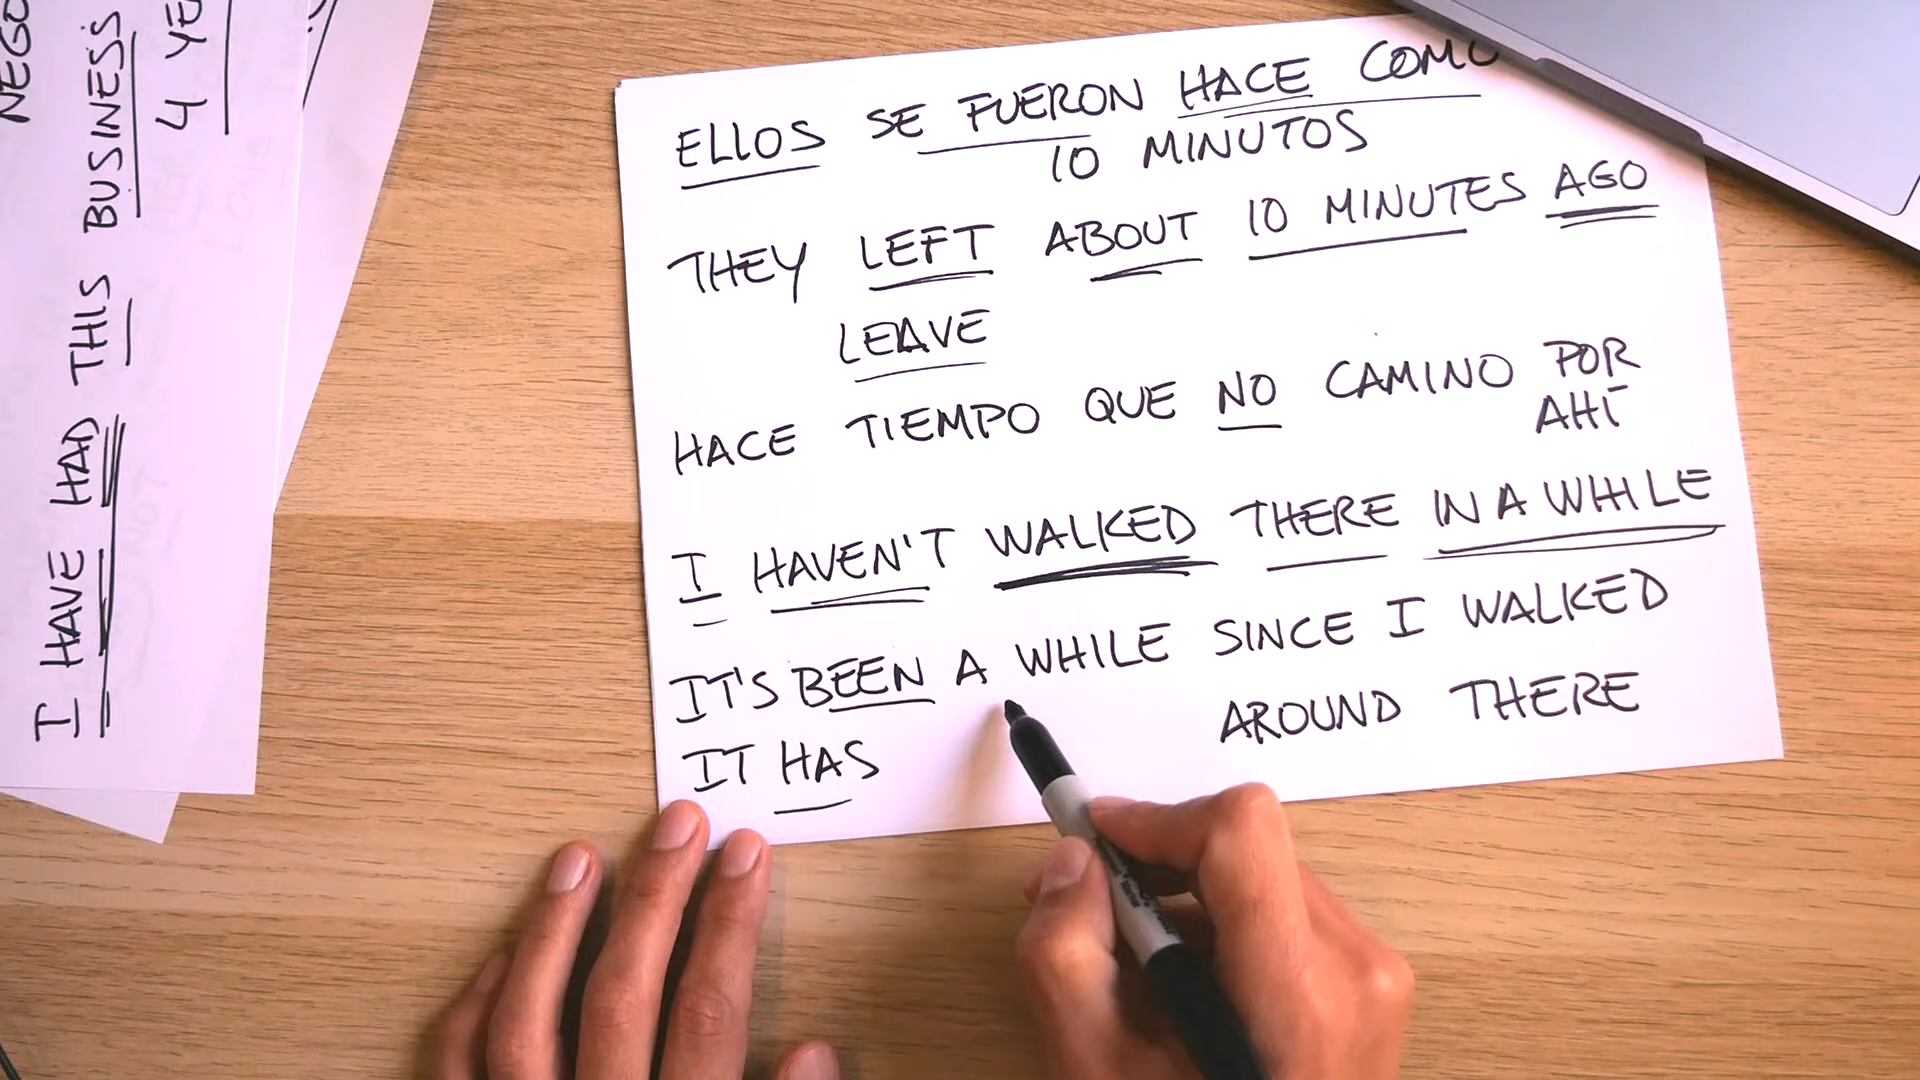 NEGO
I HAVE HAD THIS BUSINESS
4 YE
ELLOS SE FUERON HACE COMO
10 MINUTOS
THEY LEFT ABOUT 10 MINUTES AGO
LEAVE
HACE TIEMPO QUE NO CAMINO POR
AHÍ
I HAVEN'T WALKED THERE IN A WHILE
IT'S BEEN A WHILE SINCE I WALKED
AROUND THERE
IT HAS